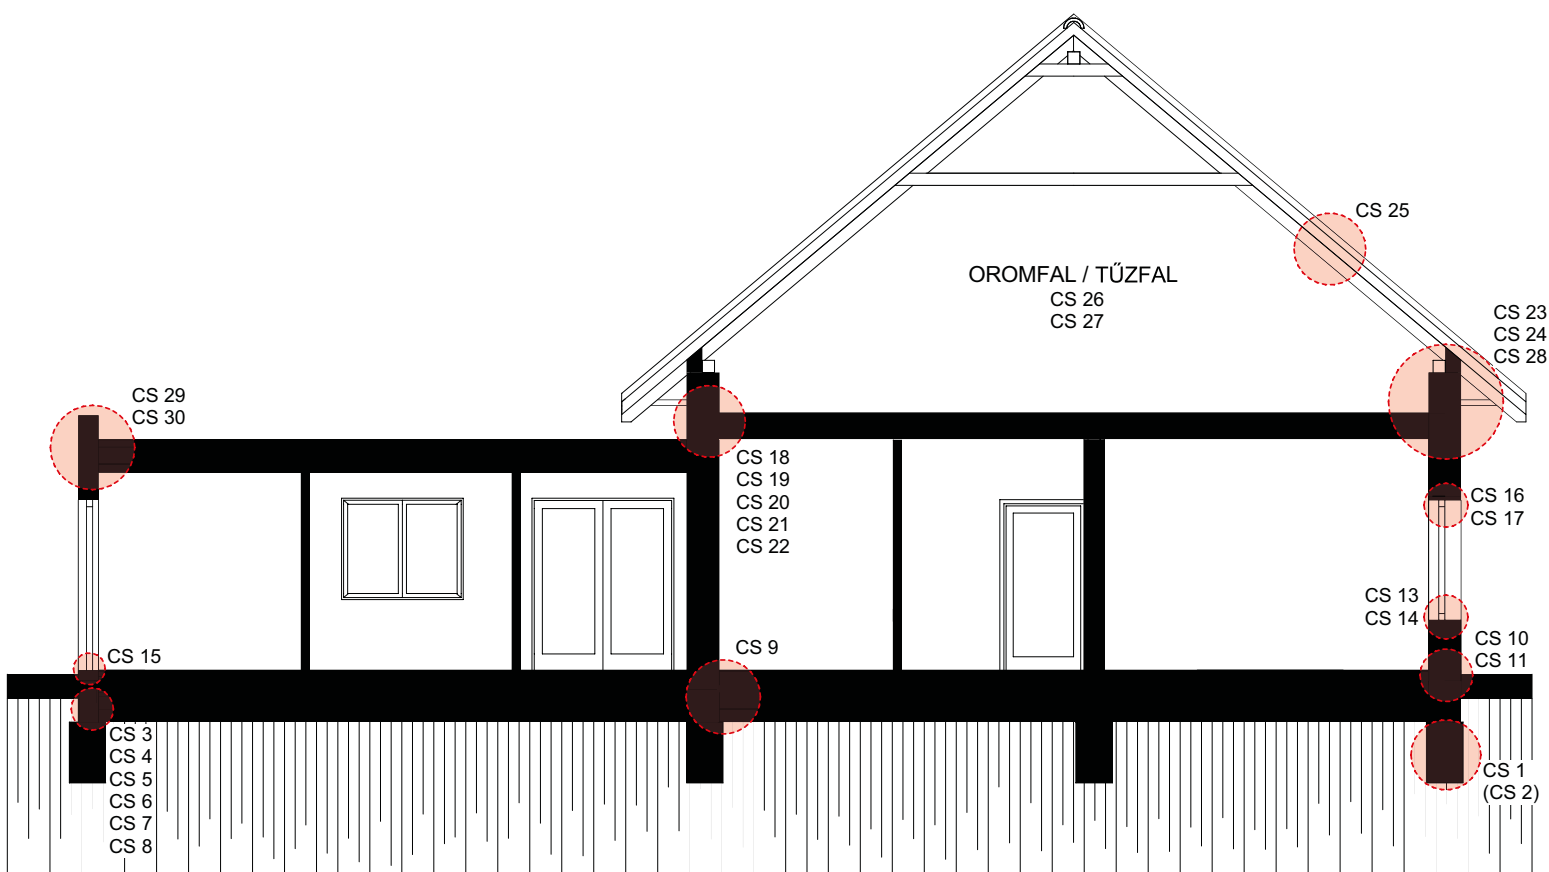 CS 25
OROMFAL / TŰZFAL
CS 26
CS 27
CS 23
CS 24
CS 28
CS 29
CS 30
CS 18
CS 19
CS 20
CS 21
CS 22
CS 16
CS 17
CS 13
CS 14
CS 15
CS 9
CS 10
CS 11
CS 3
CS 4
CS 5
CS 6
CS 7
CS 8
CS 1
(CS 2)